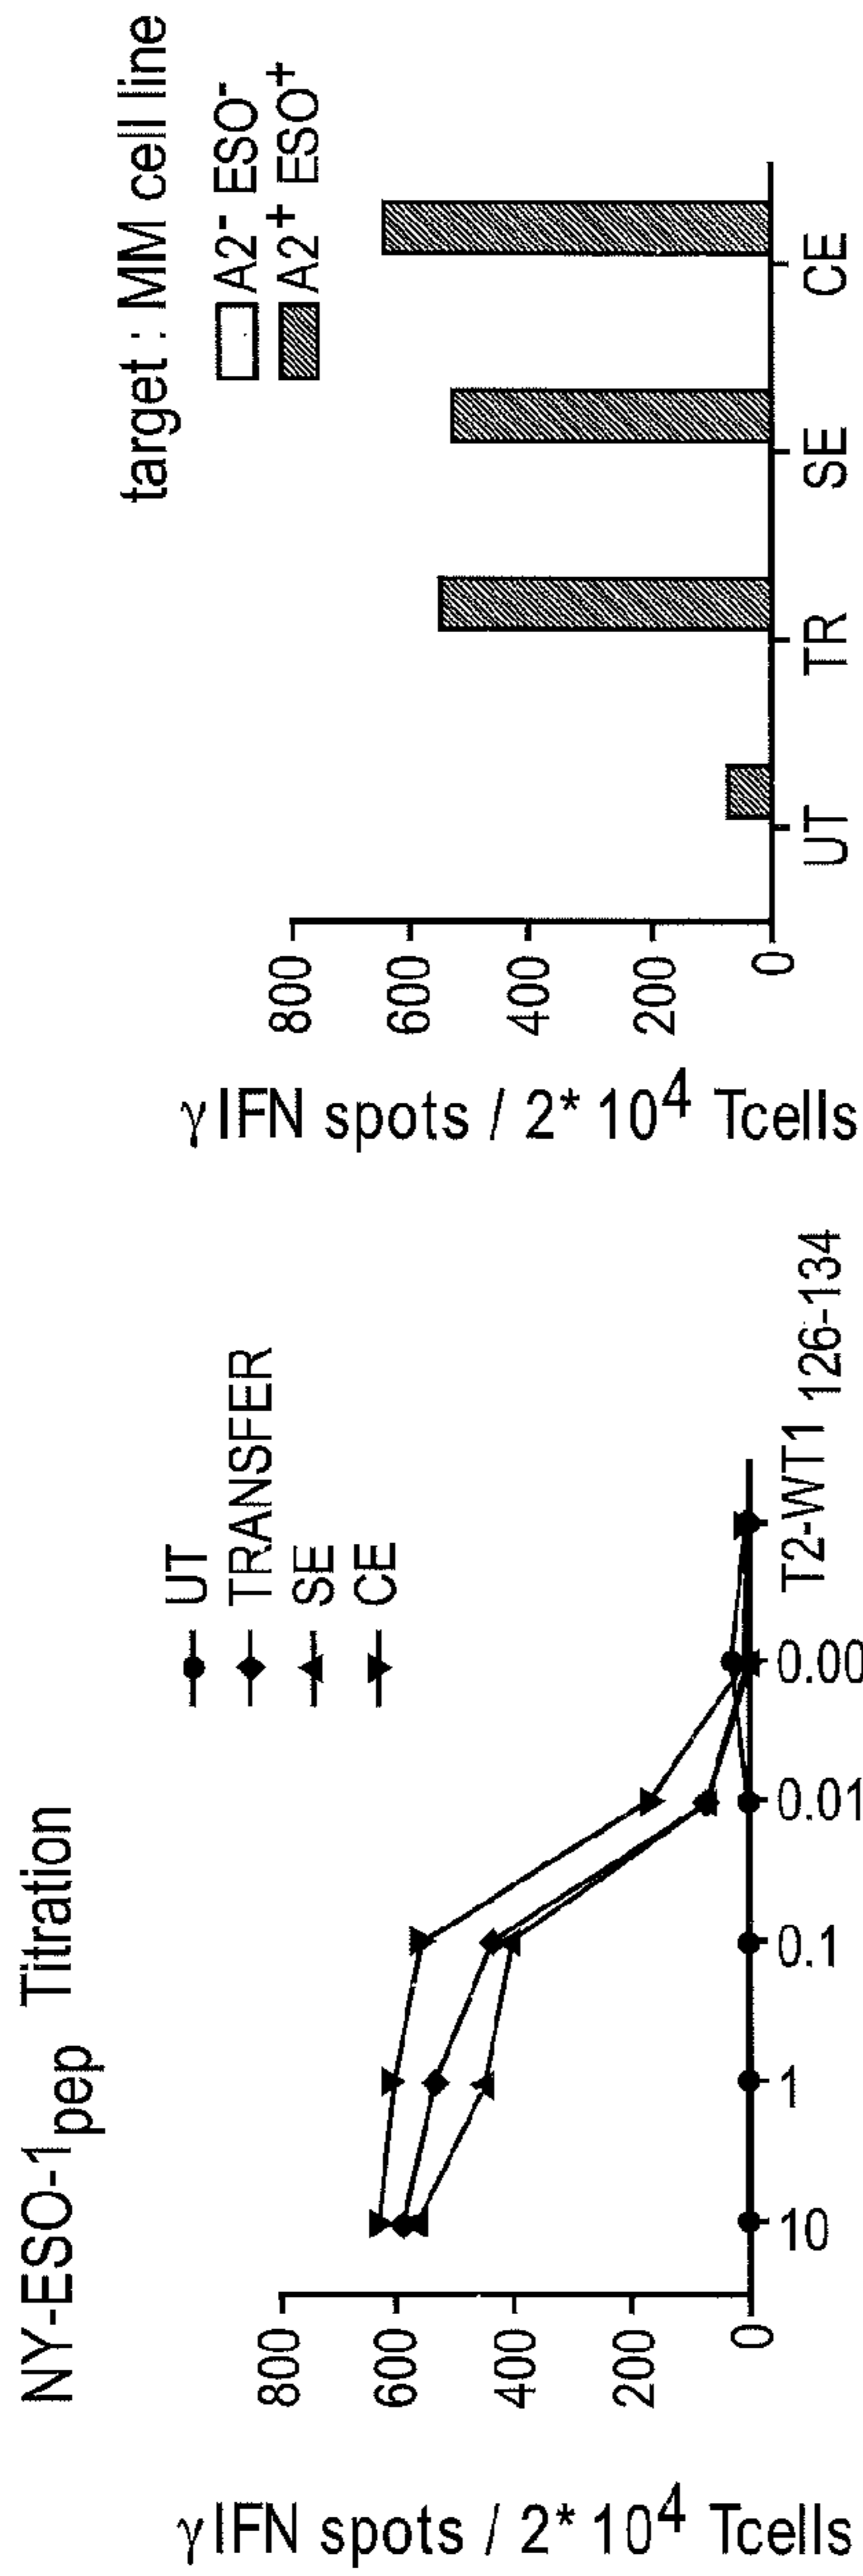 NY-ESO-1pep Titration
γ IFN spots / 2* 10⁴ Tcells
800
600
400
200
0
10
1
0.1
0.01
0.00
T2-WT1 126-134
UT
TRANSFER
SE
CE
target : MM cell line
A2⁻ ESO⁻
A2⁺ ESO⁺
γ IFN spots / 2* 10⁴ Tcells
800
600
400
200
0
UT
TR
SE
CE